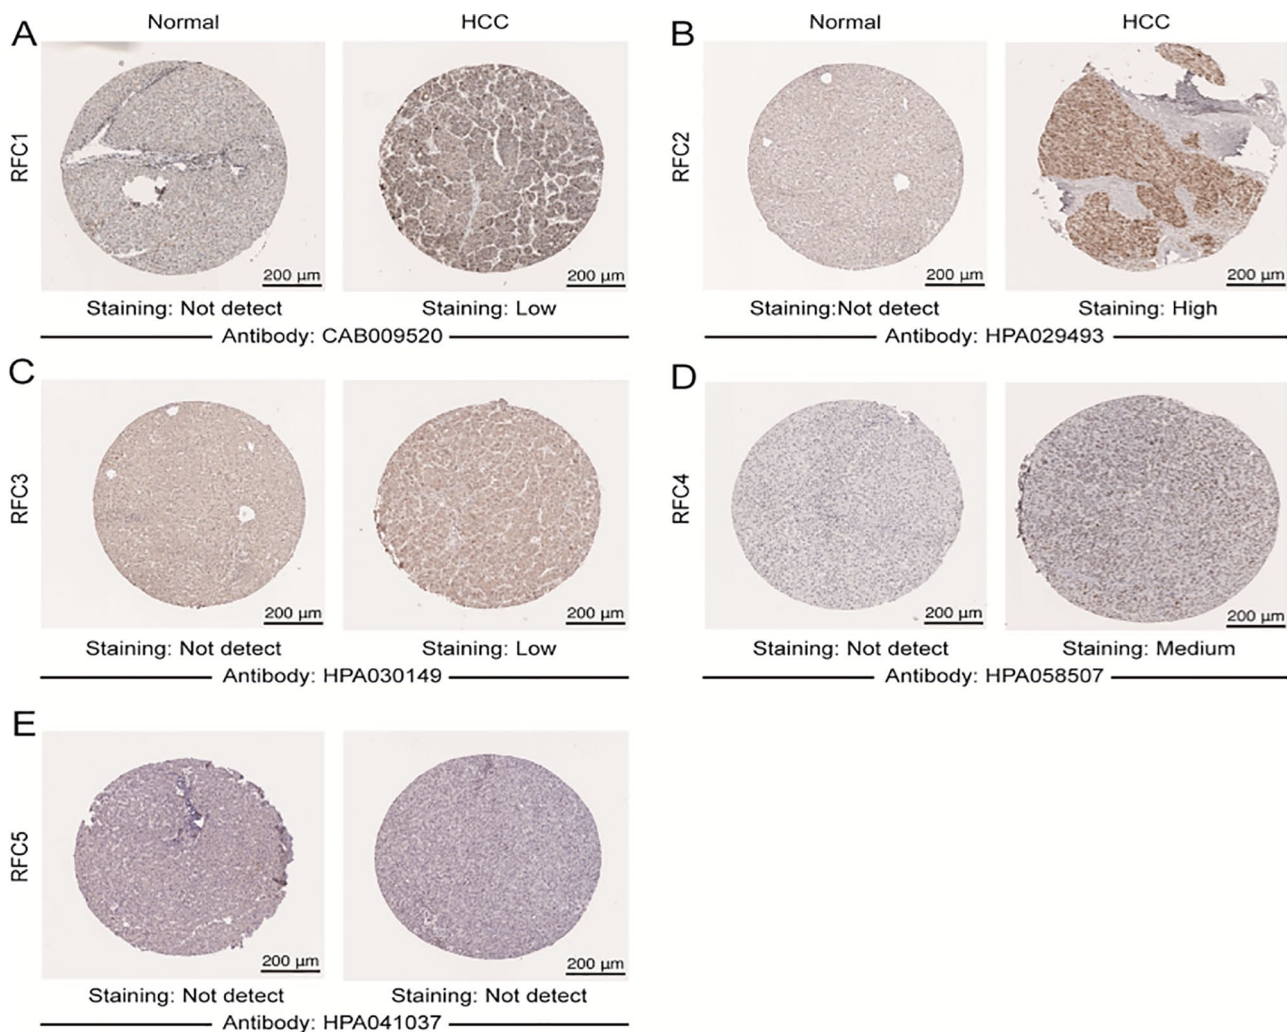 A
Normal
HCC
RFC1
200 µm
200 µm
Staining: Not detect
Staining: Low
Antibody: CAB009520
B
Normal
HCC
RFC2
200 µm
200 µm
Staining:Not detect
Staining: High
Antibody: HPA029493
C
RFC3
200 µm
200 µm
Staining: Not detect
Staining: Low
Antibody: HPA030149
D
RFC4
200 µm
200 µm
Staining: Not detect
Staining: Medium
Antibody: HPA058507
E
RFC5
200 µm
200 µm
Staining: Not detect
Staining: Not detect
Antibody: HPA041037